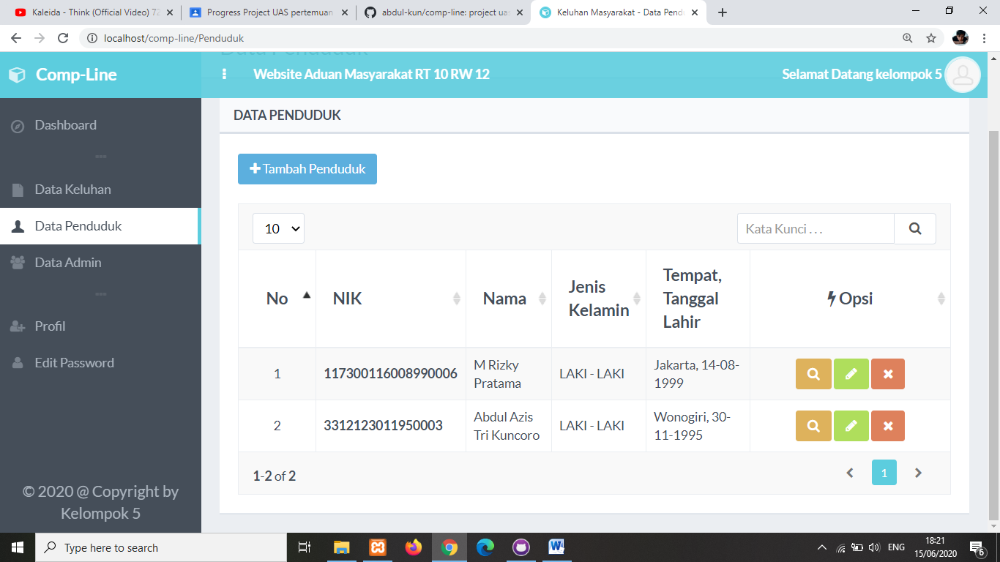 Kaleida - Think (Official Video) 72
Progress Project UAS pertemuan
abdul-kun/comp-line: project uas
Keluhan Masyarakat - Data Pend
localhost/comp-line/Penduduk
Data Penduduk
Comp-Line
Website Aduan Masyarakat RT 10 RW 12
Selamat Datang kelompok 5
Dashboard
Data Keluhan
Data Penduduk
Data Admin
Profil
Edit Password
© 2020 @ Copyright by
Kelompok 5
DATA PENDUDUK
Tambah Penduduk
10
Kata Kunci . . .
No
NIK
Nama
Jenis
Kelamin
Tempat,
Tanggal
Lahir
Opsi
1
117300116008990006
M Rizky
Pratama
LAKI - LAKI
Jakarta, 14-08-
1999
2
3312123011950003
Abdul Azis
Tri Kuncoro
LAKI - LAKI
Wonogiri, 30-
11-1995
1-2 of 2
1
Type here to search
ENG
18:21
15/06/2020
6